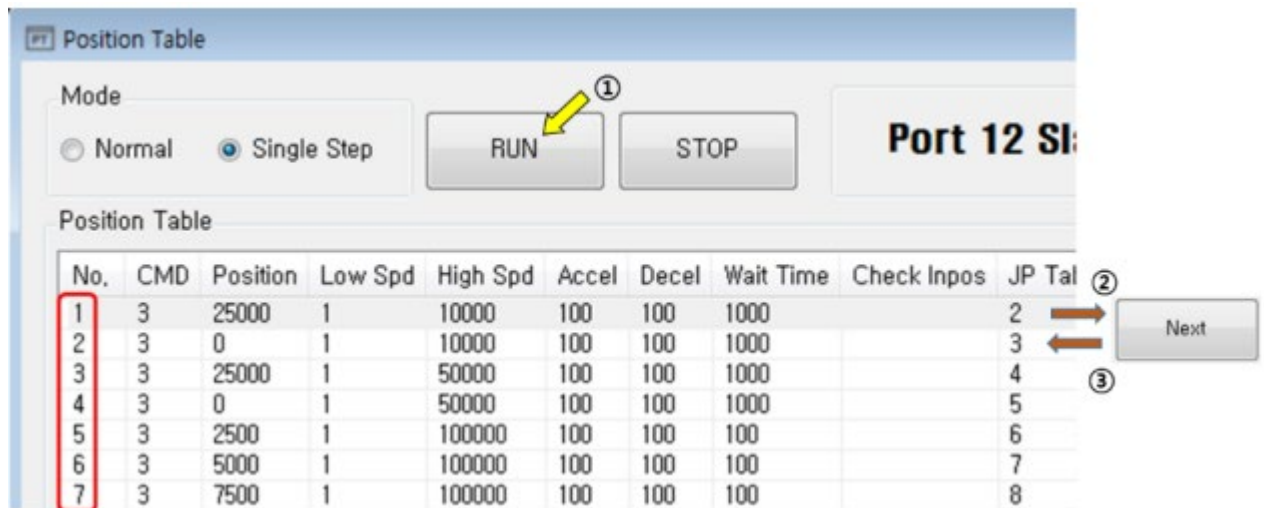 PT Position Table
Mode
①
Normal Single Step RUN STOP Port 12 Sl
Position Table
No. CMD Position Low Spd High Spd Accel Decel Wait Time Check Inpos JP Tal
②
1 3 25000 1 10000 100 100 1000 2
Next
2 3 0 1 10000 100 100 1000 3
3 3 25000 1 50000 100 100 1000 4
③
4 3 0 1 50000 100 100 1000 5
5 3 2500 1 100000 100 100 100 6
6 3 5000 1 100000 100 100 100 7
7 3 7500 1 100000 100 100 100 8